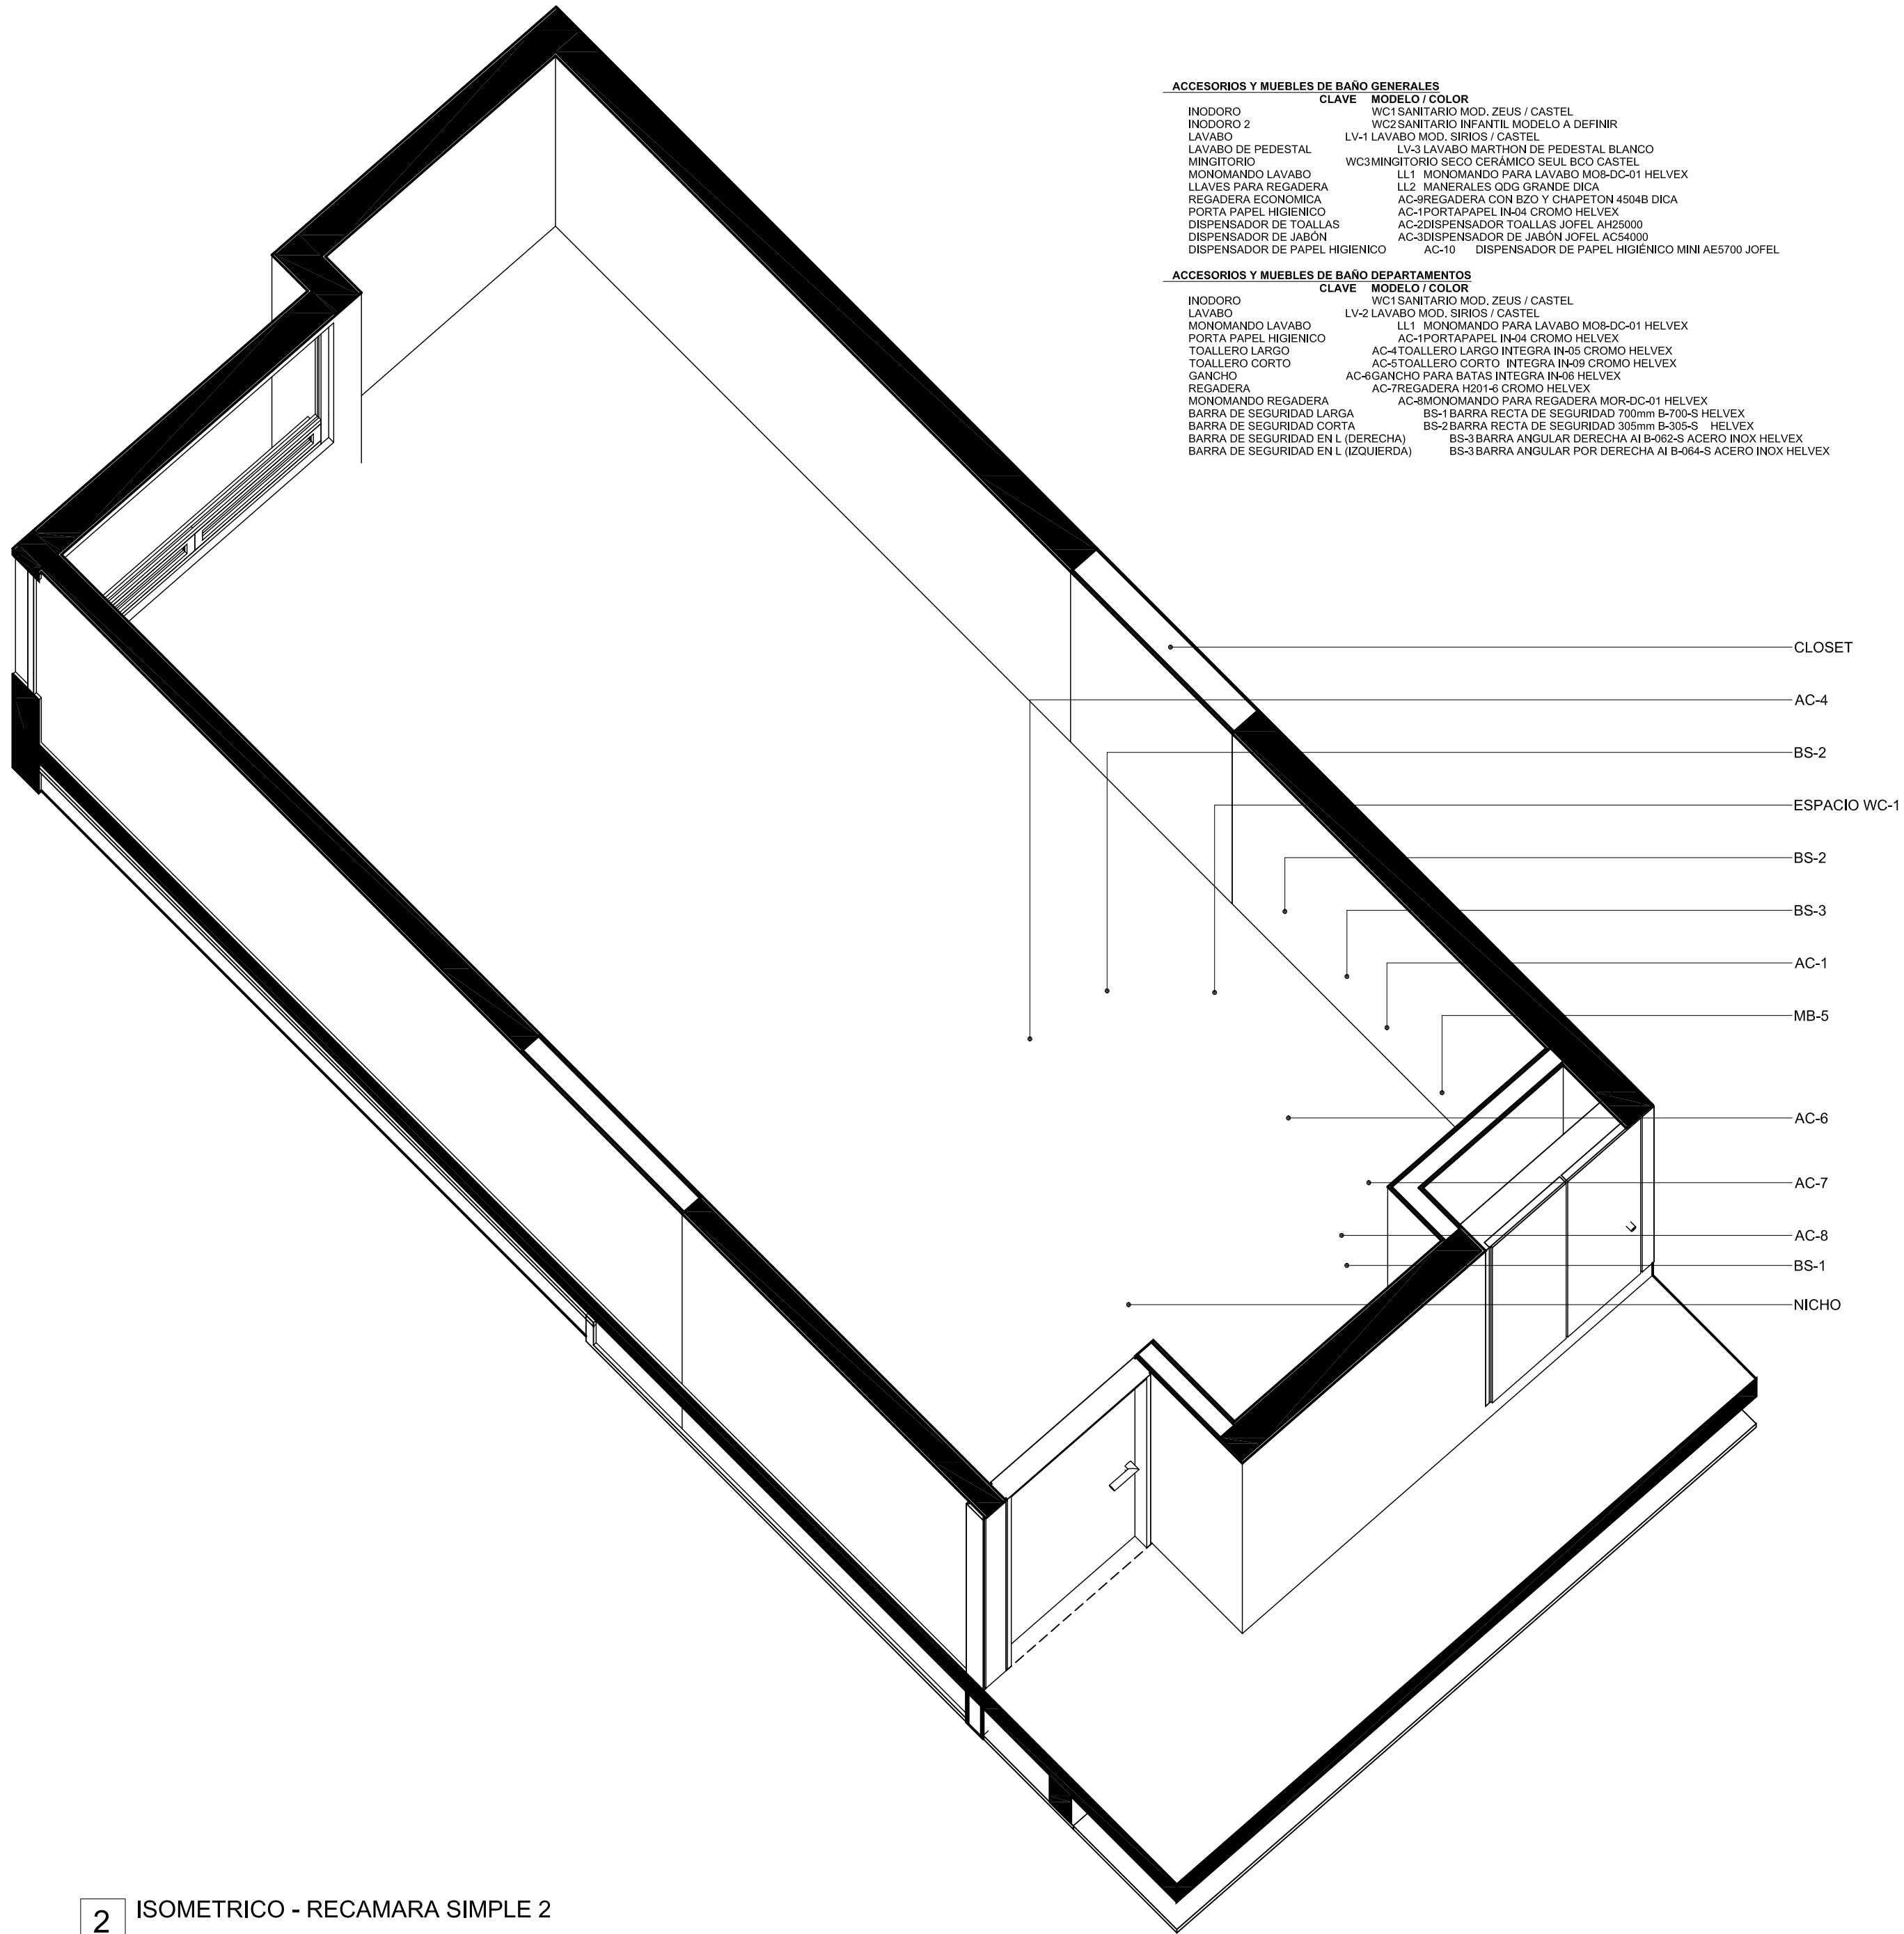 ACCESORIOS Y MUEBLES DE BAÑO GENERALES
CLAVE MODELO / COLOR
INODORO WC1 SANITARIO MOD. ZEUS / CASTEL
INODORO 2 WC2 SANITARIO INFANTIL MODELO A DEFINIR
LAVABO LV-1 LAVABO MOD. SIRIOS / CASTEL
LAVABO DE PEDESTAL LV-3 LAVABO MARTHON DE PEDESTAL BLANCO
MINGITORIO WC3 MINGITORIO SECO CERÁMICO SEUL BCO CASTEL
MONOMANDO LAVABO LL1 MONOMANDO PARA LAVABO MO8-DC-01 HELVEX
LLAVES PARA REGADERA LL2 MANERALES QDG GRANDE DICA
REGADERA ECONOMICA AC-9 REGADERA CON BZO Y CHAPETON 4504B DICA
PORTA PAPEL HIGIENICO AC-1 PORTAPAPEL IN-04 CROMO HELVEX
DISPENSADOR DE TOALLAS AC-2 DISPENSADOR TOALLAS JOFEL AH25000
DISPENSADOR DE JABÓN AC-3 DISPENSADOR DE JABÓN JOFEL AC54000
DISPENSADOR DE PAPEL HIGIENICO AC-10 DISPENSADOR DE PAPEL HIGIÉNICO MINI AE5700 JOFEL
ACCESORIOS Y MUEBLES DE BAÑO DEPARTAMENTOS
CLAVE MODELO / COLOR
INODORO WC1 SANITARIO MOD. ZEUS / CASTEL
LAVABO LV-2 LAVABO MOD. SIRIOS / CASTEL
MONOMANDO LAVABO LL1 MONOMANDO PARA LAVABO MO8-DC-01 HELVEX
PORTA PAPEL HIGIENICO AC-1 PORTAPAPEL IN-04 CROMO HELVEX
TOALLERO LARGO AC-4 TOALLERO LARGO INTEGRA IN-05 CROMO HELVEX
TOALLERO CORTO AC-5 TOALLERO CORTO INTEGRA IN-09 CROMO HELVEX
GANCHO AC-6 GANCHO PARA BATAS INTEGRA IN-06 HELVEX
REGADERA AC-7 REGADERA H201-6 CROMO HELVEX
MONOMANDO REGADERA AC-8 MONOMANDO PARA REGADERA MOR-DC-01 HELVEX
BARRA DE SEGURIDAD LARGA BS-1 BARRA RECTA DE SEGURIDAD 700mm B-700-S HELVEX
BARRA DE SEGURIDAD CORTA BS-2 BARRA RECTA DE SEGURIDAD 305mm B-305-S HELVEX
BARRA DE SEGURIDAD EN L (DERECHA) BS-3 BARRA ANGULAR DERECHA AI B-062-S ACERO INOX HELVEX
BARRA DE SEGURIDAD EN L (IZQUIERDA) BS-3 BARRA ANGULAR POR DERECHA AI B-064-S ACERO INOX HELVEX
CLOSET
AC-4
BS-2
ESPACIO WC-1
BS-2
BS-3
AC-1
MB-5
AC-6
AC-7
AC-8
BS-1
NICHO
2 ISOMETRICO - RECAMARA SIMPLE 2